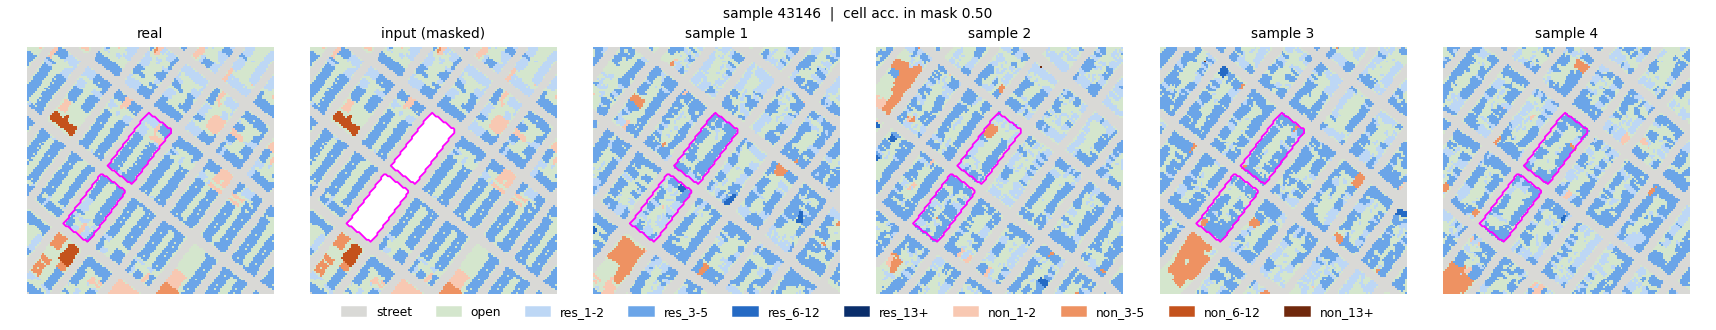 sample 43146 | cell acc. in mask 0.50
real
input (masked)
sample 1
sample 2
sample 3
sample 4
street
open
res_1-2
res_3-5
res_6-12
res_13+
non_1-2
non_3-5
non_6-12
non_13+